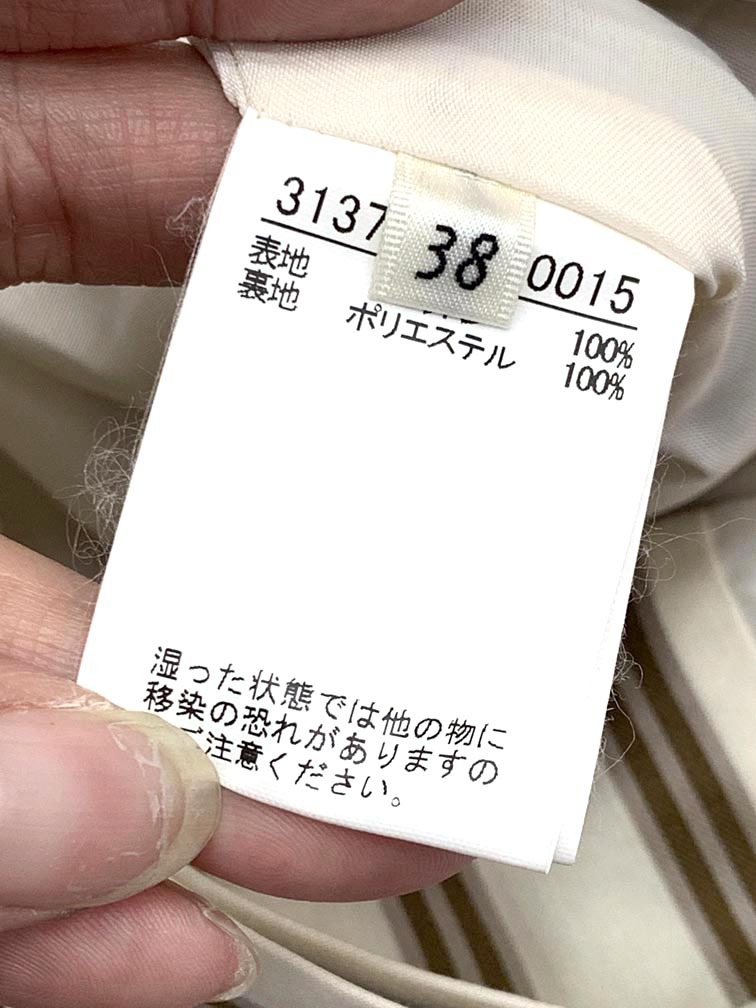 3137
38
0015
表地
100%
裏地 ポリエステル 100%
湿った状態では他の物に
移染の恐れがありますの
ご注意ください。